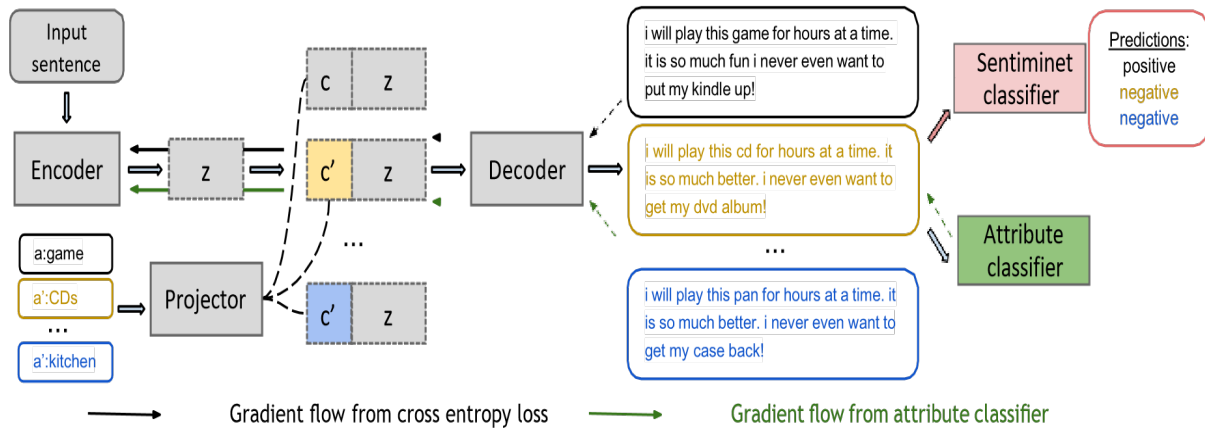 Input
sentence
Encoder
z
c z
c' z
...
c' z
a:game
a':CDs
...
a':kitchen
Projector
Decoder
i will play this game for hours at a time.
it is so much fun i never even want to
put my kindle up!
i will play this cd for hours at a time. it
is so much better. i never even want to
get my dvd album!
...
i will play this pan for hours at a time. it
is so much better. i never even want to
get my case back!
Sentiminet
classifier
Predictions:
positive
negative
negative
Attribute
classifier
Gradient flow from cross entropy loss
Gradient flow from attribute classifier